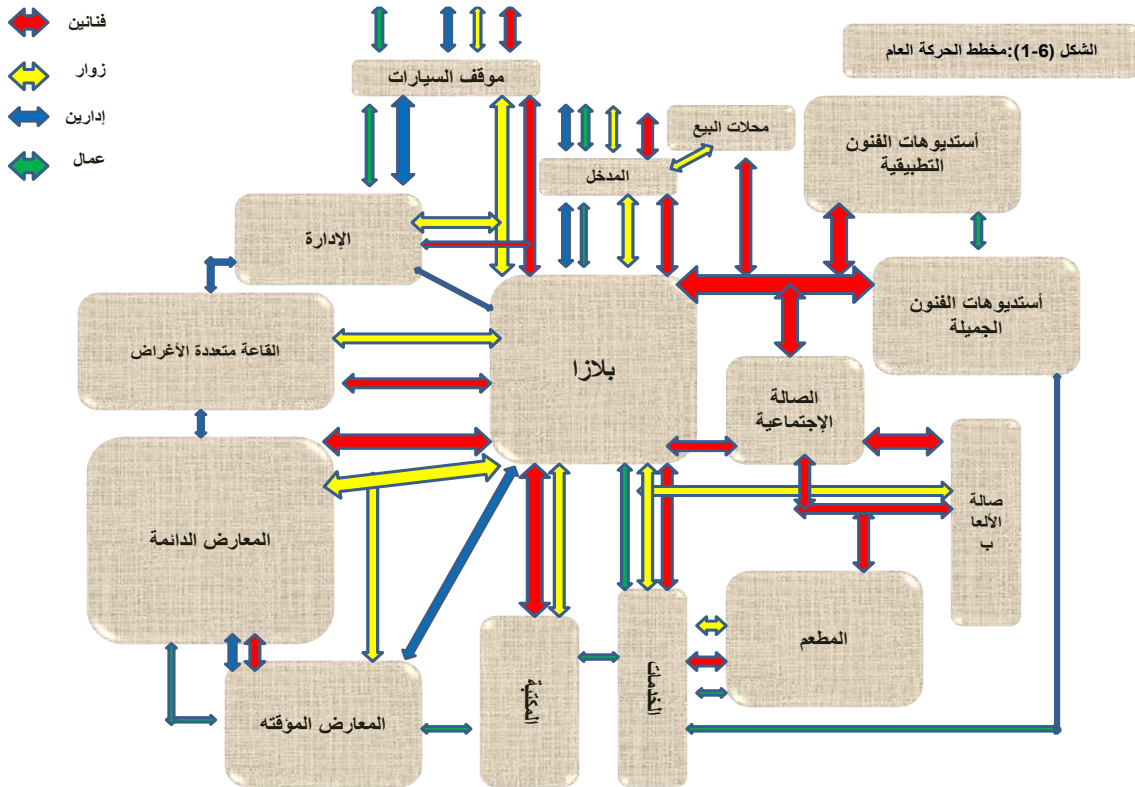 الشكل (6-1):مخطط الحركة العام
فنانين
زوار
إدارين
عمال
موقف السيارات
محلات البيع
المدخل
أستديوهات الفنون
التطبيقية
الإدارة
أستديوهات الفنون
الجميلة
القاعة متعددة الأغراض
بلازا
الصالة
الإجتماعية
صالة
الألعا
ب
المعارض الدائمة
المطعم
الخدمات
المكتبة
المعارض المؤقته